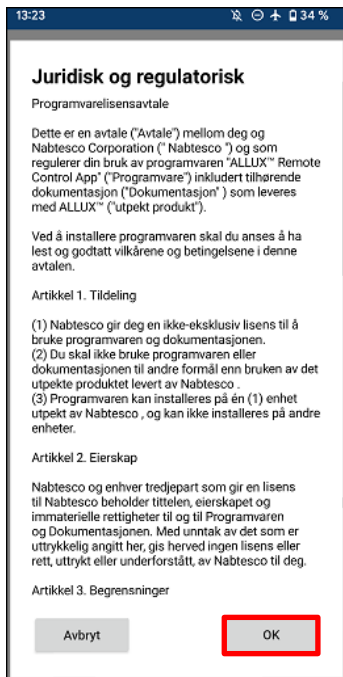 13:23
34 %
Juridisk og regulatorisk
Programvarelisensavtale
Dette er en avtale ("Avtale") mellom deg og
Nabtesco Corporation (" Nabtesco ") og som
regulerer din bruk av programvaren "ALLUX™ Remote
Control App" ("Programvare") inkludert tilhørende
dokumentasjon ("Dokumentasjon" ) som leveres
med ALLUX™ ("utpekt produkt").
Ved å installere programvaren skal du anses å ha
lest og godtatt vilkårene og betingelsene i denne
avtalen.
Artikkel 1. Tildeling
(1) Nabtesco gir deg en ikke-eksklusiv lisens til å
bruke programvaren og dokumentasjonen.
(2) Du skal ikke bruke programvaren eller
dokumentasjonen til andre formål enn bruken av det
utpekte produktet levert av Nabtesco .
(3) Programvaren kan installeres på én (1) enhet
utpekt av Nabtesco , og kan ikke installeres på andre
enheter.
Artikkel 2. Eierskap
Nabtesco og enhver tredjepart som gir en lisens
til Nabtesco beholder tittelen, eierskapet og
immaterielle rettigheter til og til Programvaren
og Dokumentasjonen. Med unntak av det som er
uttrykkelig angitt her, gis herved ingen lisens eller
rett, uttrykt eller underforstått, av Nabtesco til deg.
Artikkel 3. Begrensninger
Avbryt
OK